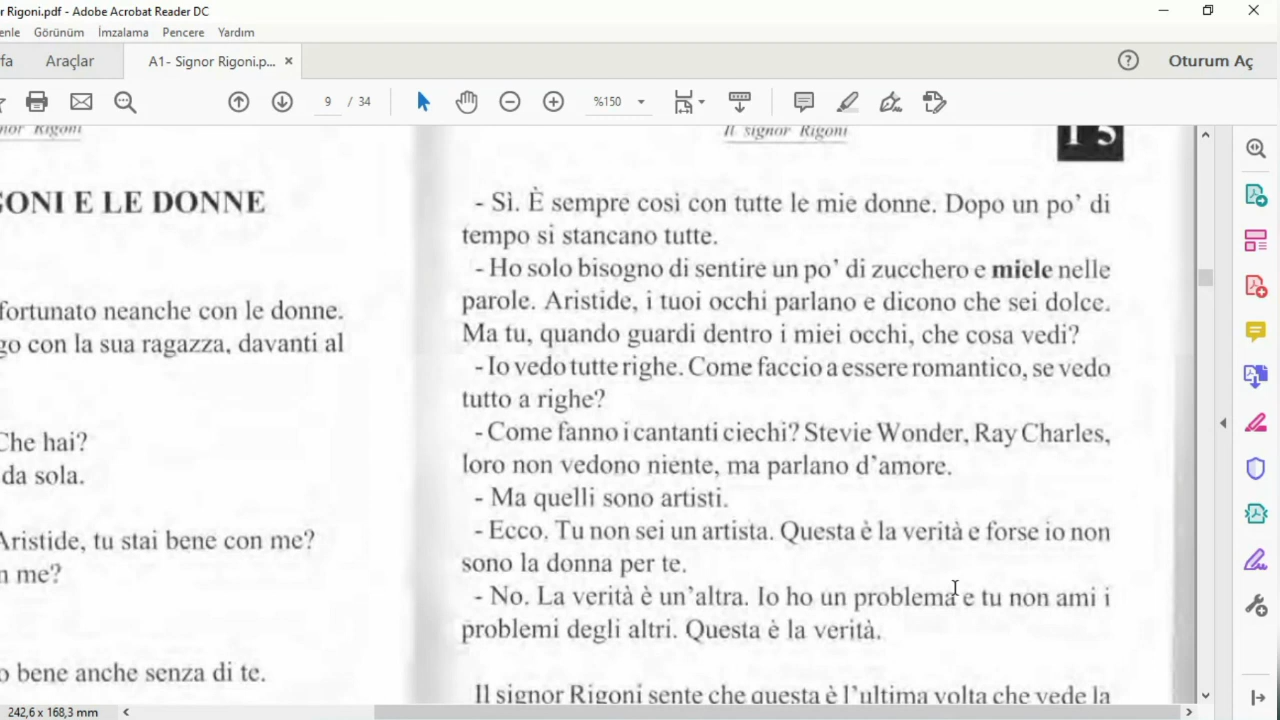 r Rigoni.pdf - Adobe Acrobat Reader DC
enle Görünüm İmzalama Pencere Yardım
fa Araçlar A1- Signor Rigoni.p... × Oturum Aç
9 / 34 %150
nor Rigoni
GONI E LE DONNE
fortunato neanche con le donne.
go con la sua ragazza, davanti al
Che hai?
da sola.
Aristide, tu stai bene con me?
n me?
o bene anche senza di te.
Il signor Rigoni
15
- Sì. È sempre così con tutte le mie donne. Dopo un po' di
tempo si stancano tutte.
- Ho solo bisogno di sentire un po' di zucchero e miele nelle
parole. Aristide, i tuoi occhi parlano e dicono che sei dolce.
Ma tu, quando guardi dentro i miei occhi, che cosa vedi?
- Io vedo tutte righe. Come faccio a essere romantico, se vedo
tutto a righe?
- Come fanno i cantanti ciechi? Stevie Wonder, Ray Charles,
loro non vedono niente, ma parlano d'amore.
- Ma quelli sono artisti.
- Ecco. Tu non sei un artista. Questa è la verità e forse io non
sono la donna per te.
- No. La verità è un'altra. Io ho un problema e tu non ami i
problemi degli altri. Questa è la verità.
Il signor Rigoni sente che questa è l'ultima volta che vede la
242,6 x 168,3 mm